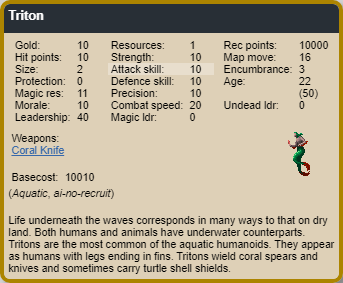 Triton
Gold: 10 Resources: 1 Rec points: 10000
Hit points: 10 Strength: 10 Map move: 16
Size: 2 Attack skill: 10 Encumbrance: 3
Protection: 0 Defence skill: 10 Age: 22
Magic res: 11 Precision: 10 (50)
Morale: 10 Combat speed: 20 Undead ldr: 0
Leadership: 40 Magic ldr: 0
Weapons:
Coral Knife
Basecost: 10010
(Aquatic, ai-no-recruit)
Life underneath the waves corresponds in many ways to that on dry
land. Both humans and animals have underwater counterparts.
Tritons are the most common of the aquatic humanoids. They appear
as humans with legs ending in fins. Tritons wield coral spears and
knives and sometimes carry turtle shell shields.